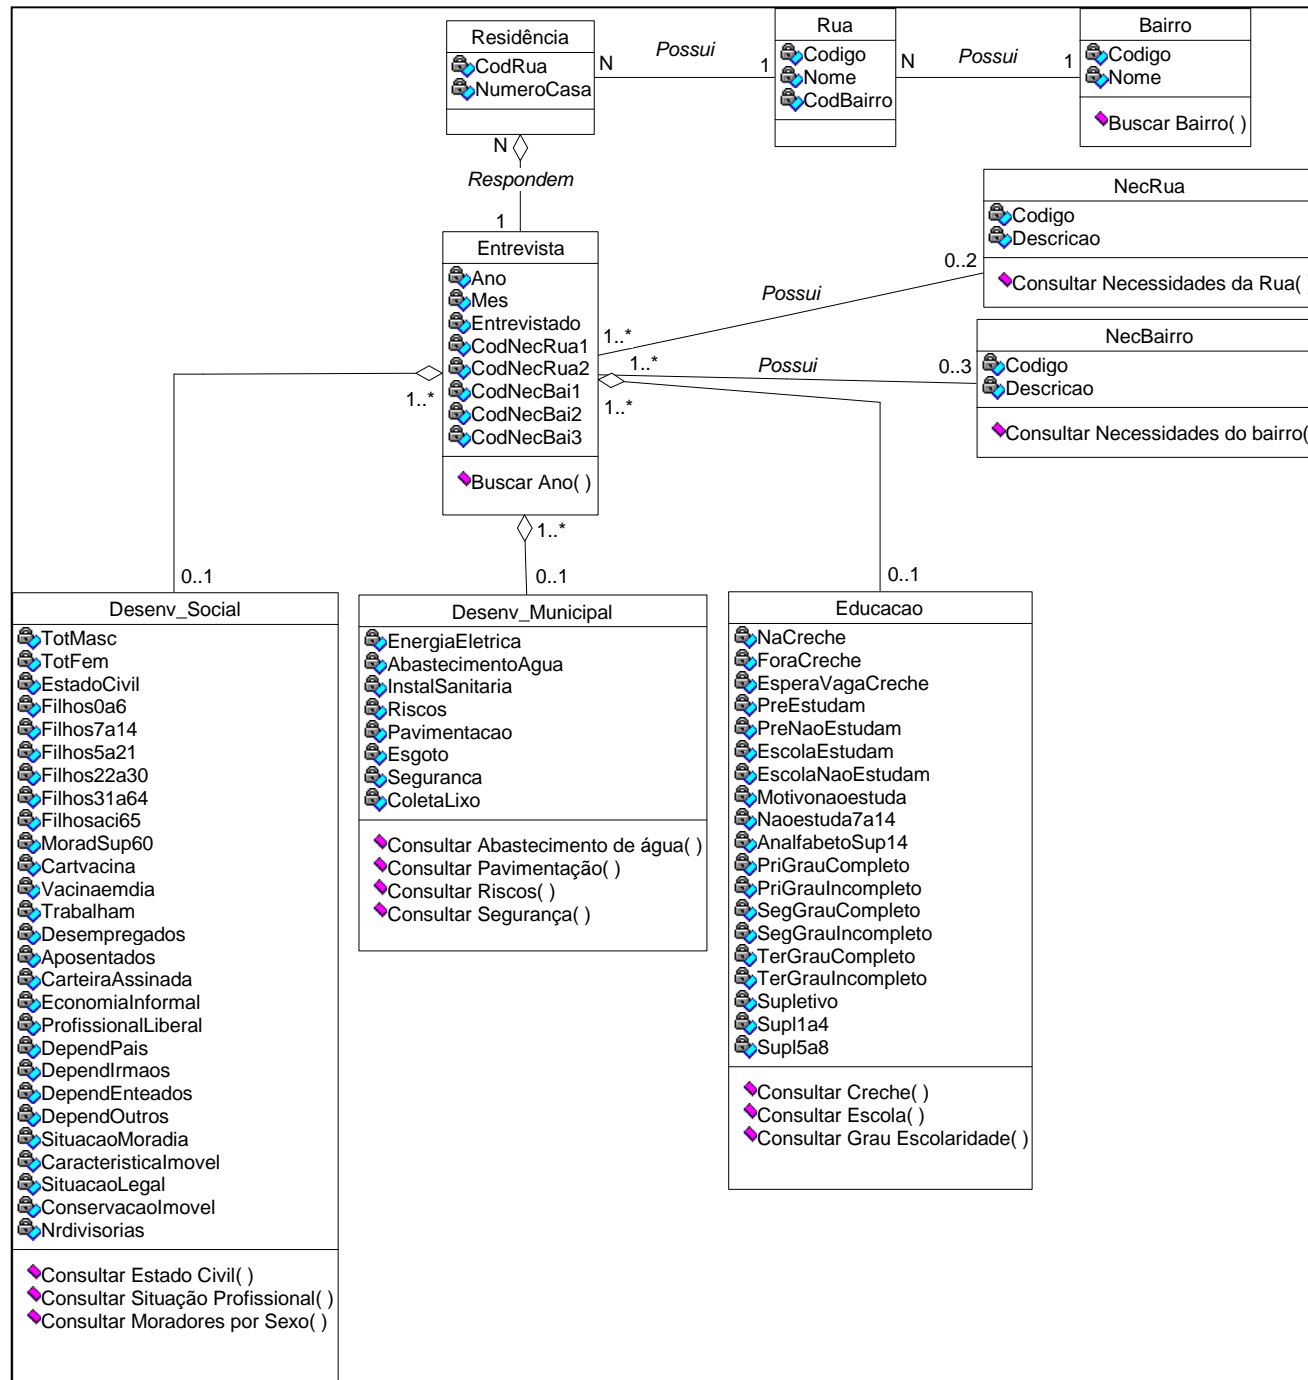 Residência
CodRua
NumeroCasa
N
Possui
1
Rua
Codigo
Nome
CodBairro
N
Possui
1
Bairro
Codigo
Nome
Buscar Bairro( )
N
Respondem
1
Entrevista
Ano
Mes
Entrevistado
CodNecRua1
CodNecRua2
CodNecBai1
CodNecBai2
CodNecBai3
Buscar Ano( )
1..*
Possui
0..2
NecRua
Codigo
Descricao
Consultar Necessidades da Rua( )
1..*
Possui
0..3
NecBairro
Codigo
Descricao
Consultar Necessidades do bairro(
1..*
0..1
1..*
0..1
1..*
0..1
Desenv_Social
TotMasc
TotFem
EstadoCivil
Filhos0a6
Filhos7a14
Filhos5a21
Filhos22a30
Filhos31a64
Filhosaci65
MoradSup60
Cartvacina
Vacinaemdia
Trabalham
Desempregados
Aposentados
CarteiraAssinada
EconomiaInformal
ProfissionalLiberal
DependPais
DependIrmaos
DependEnteados
DependOutros
SituacaoMoradia
CaracteristicaImovel
SituacaoLegal
ConservacaoImovel
Nrdivisorias
Consultar Estado Civil( )
Consultar Situação Profissional( )
Consultar Moradores por Sexo( )
Desenv_Municipal
EnergiaEletrica
AbastecimentoAgua
InstalSanitaria
Riscos
Pavimentacao
Esgoto
Seguranca
ColetaLixo
Consultar Abastecimento de água( )
Consultar Pavimentação( )
Consultar Riscos( )
Consultar Segurança( )
Educacao
NaCreche
ForaCreche
EsperaVagaCreche
PreEstudam
PreNaoEstudam
EscolaEstudam
EscolaNaoEstudam
Motivonaoestuda
Naoestuda7a14
AnalfabetoSup14
PriGrauCompleto
PriGrauIncompleto
SegGrauCompleto
SegGrauIncompleto
TerGrauCompleto
TerGrauIncompleto
Supletivo
Supl1a4
Supl5a8
Consultar Creche( )
Consultar Escola( )
Consultar Grau Escolaridade( )